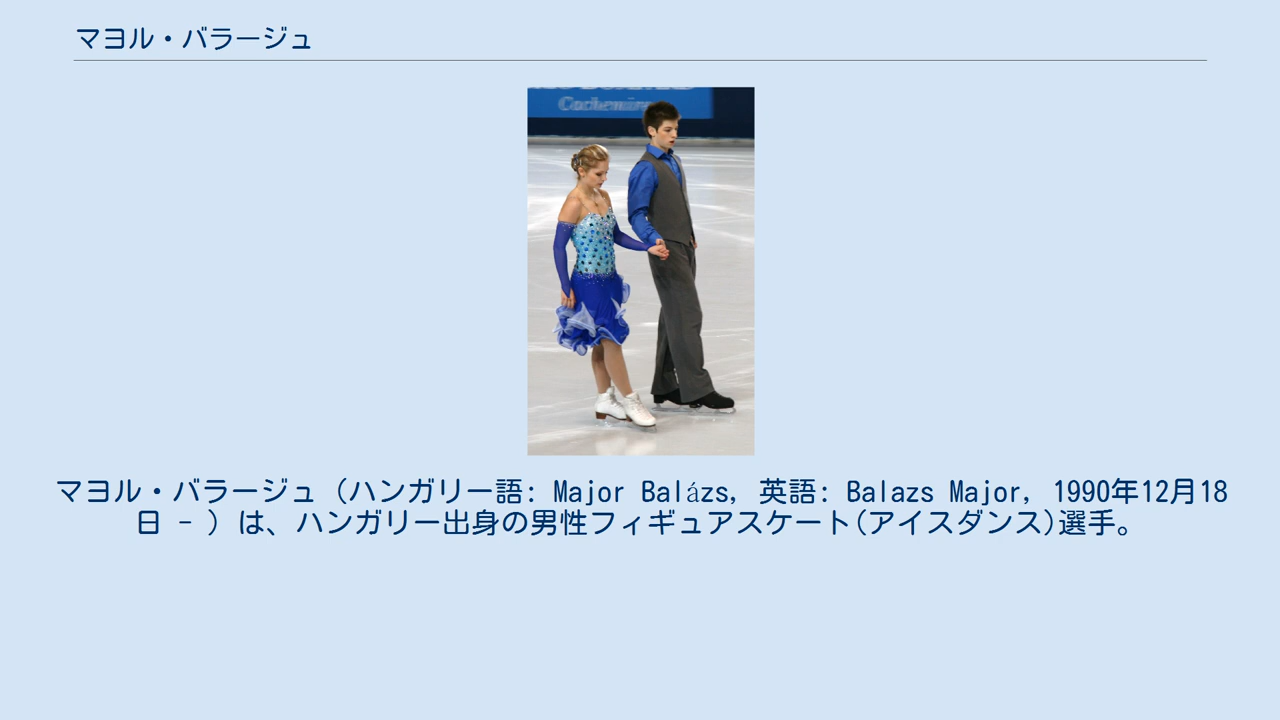 マヨル・バラージュ
Cachemire
マヨル・バラージュ（ハンガリー語: Major Balázs, 英語: Balazs Major, 1990年12月18
日 - ）は、ハンガリー出身の男性フィギュアスケート(アイスダンス)選手。